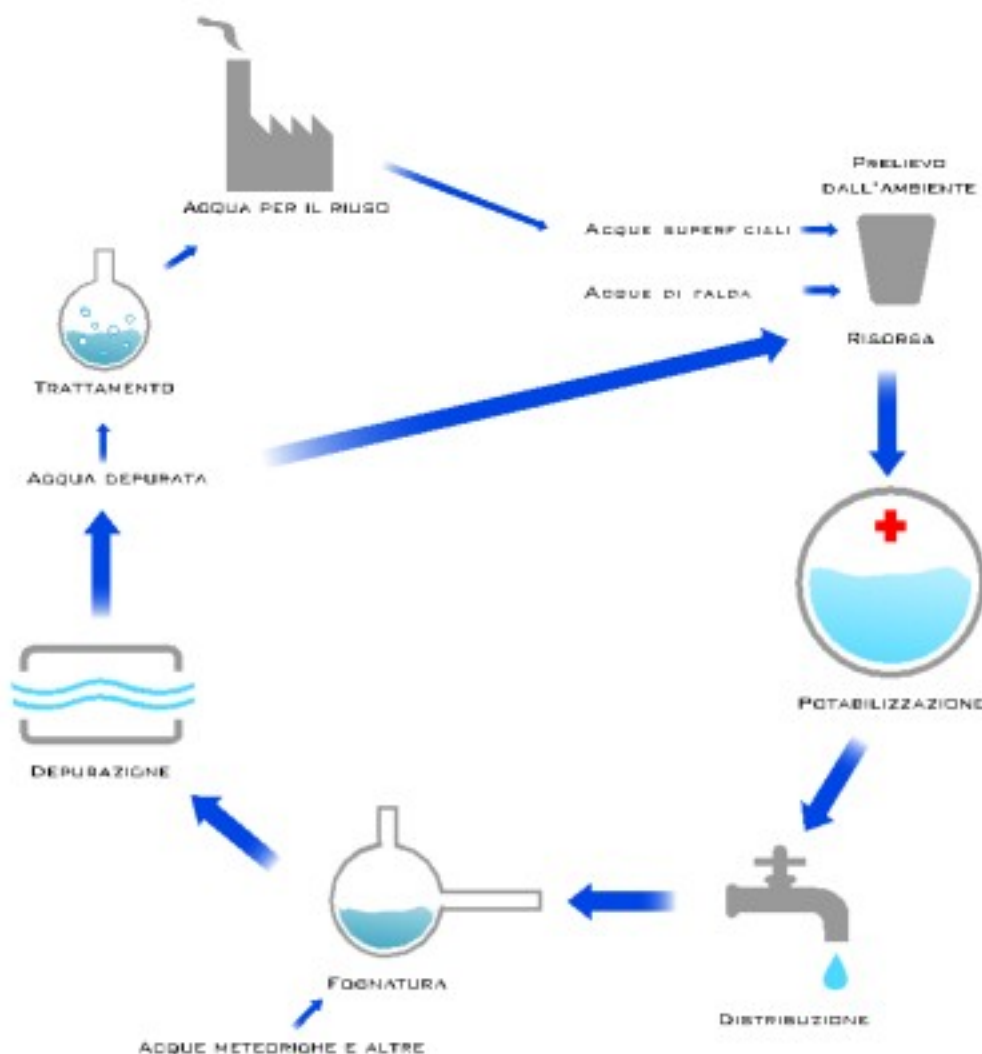 PRELIEVO
DALL'AMBIENTE
ACQUA PER IL RIUSO
ACQUE SUPERFICIALI
ACQUE DI FALDA
RISORSA
TRATTAMENTO
ACQUA DEPURATA
POTABILIZZAZIONE
DEPURAZIONE
FOGNATURA
DISTRIBUZIONE
ACQUE METEORICHE E ALTRE